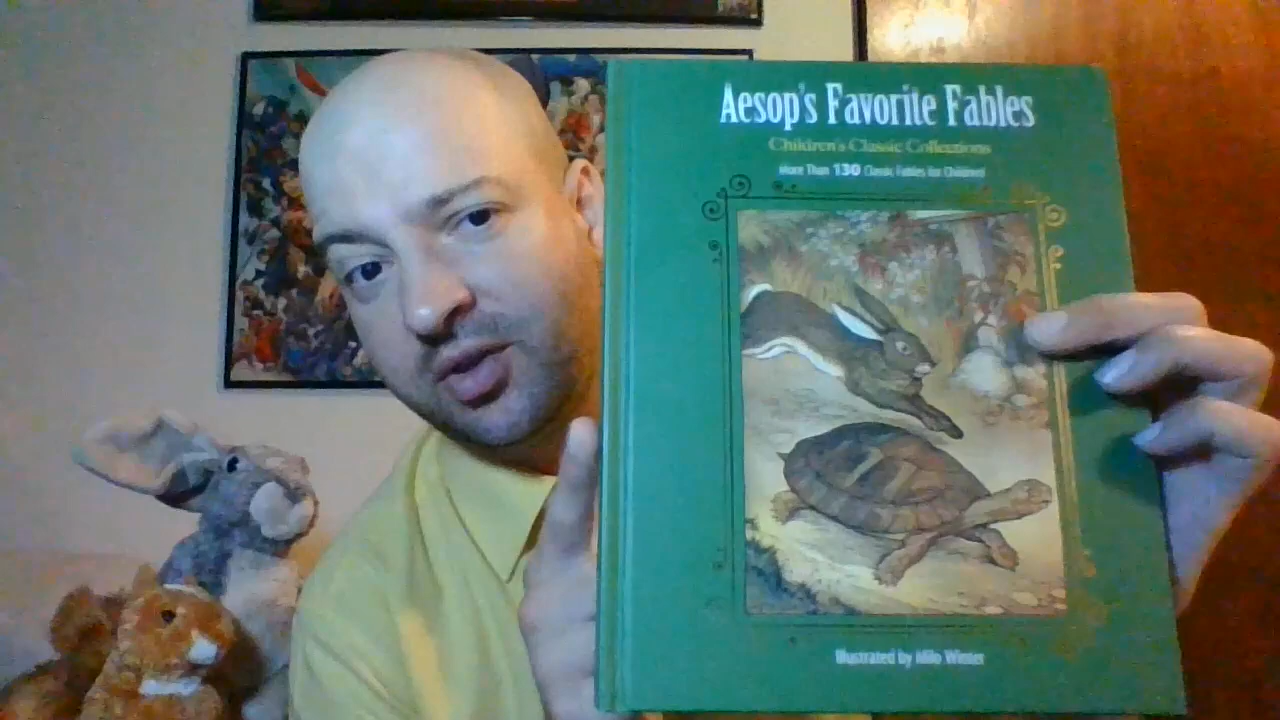 Aesop's Favorite Fables
Children's Classic Collections
More Than 130 Classic Fables for Children!
Illustrated by Milo Winter